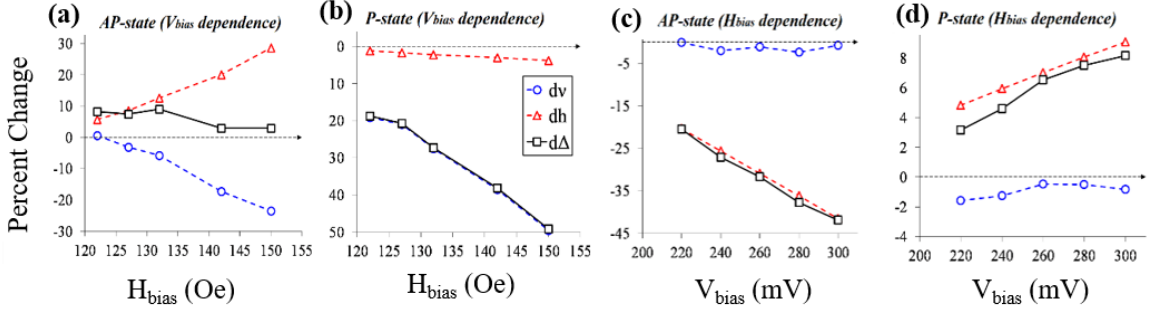 (a) AP-state (Vbias dependence)
30
20
10
0
-10
-20
-30
120 125 130 135 140 145 150 155
Hbias (Oe)
Percent Change
(b) P-state (Vbias dependence)
0
10
20
30
40
50
120 125 130 135 140 145 150 155
Hbias (Oe)
dν
dh
dΔ
(c) AP-state (Hbias dependence)
-5
-15
-25
-35
-45
200 220 240 260 280 300
Vbias (mV)
(d) P-state (Hbias dependence)
8
6
4
2
0
-2
-4
200 220 240 260 280 300
Vbias (mV)